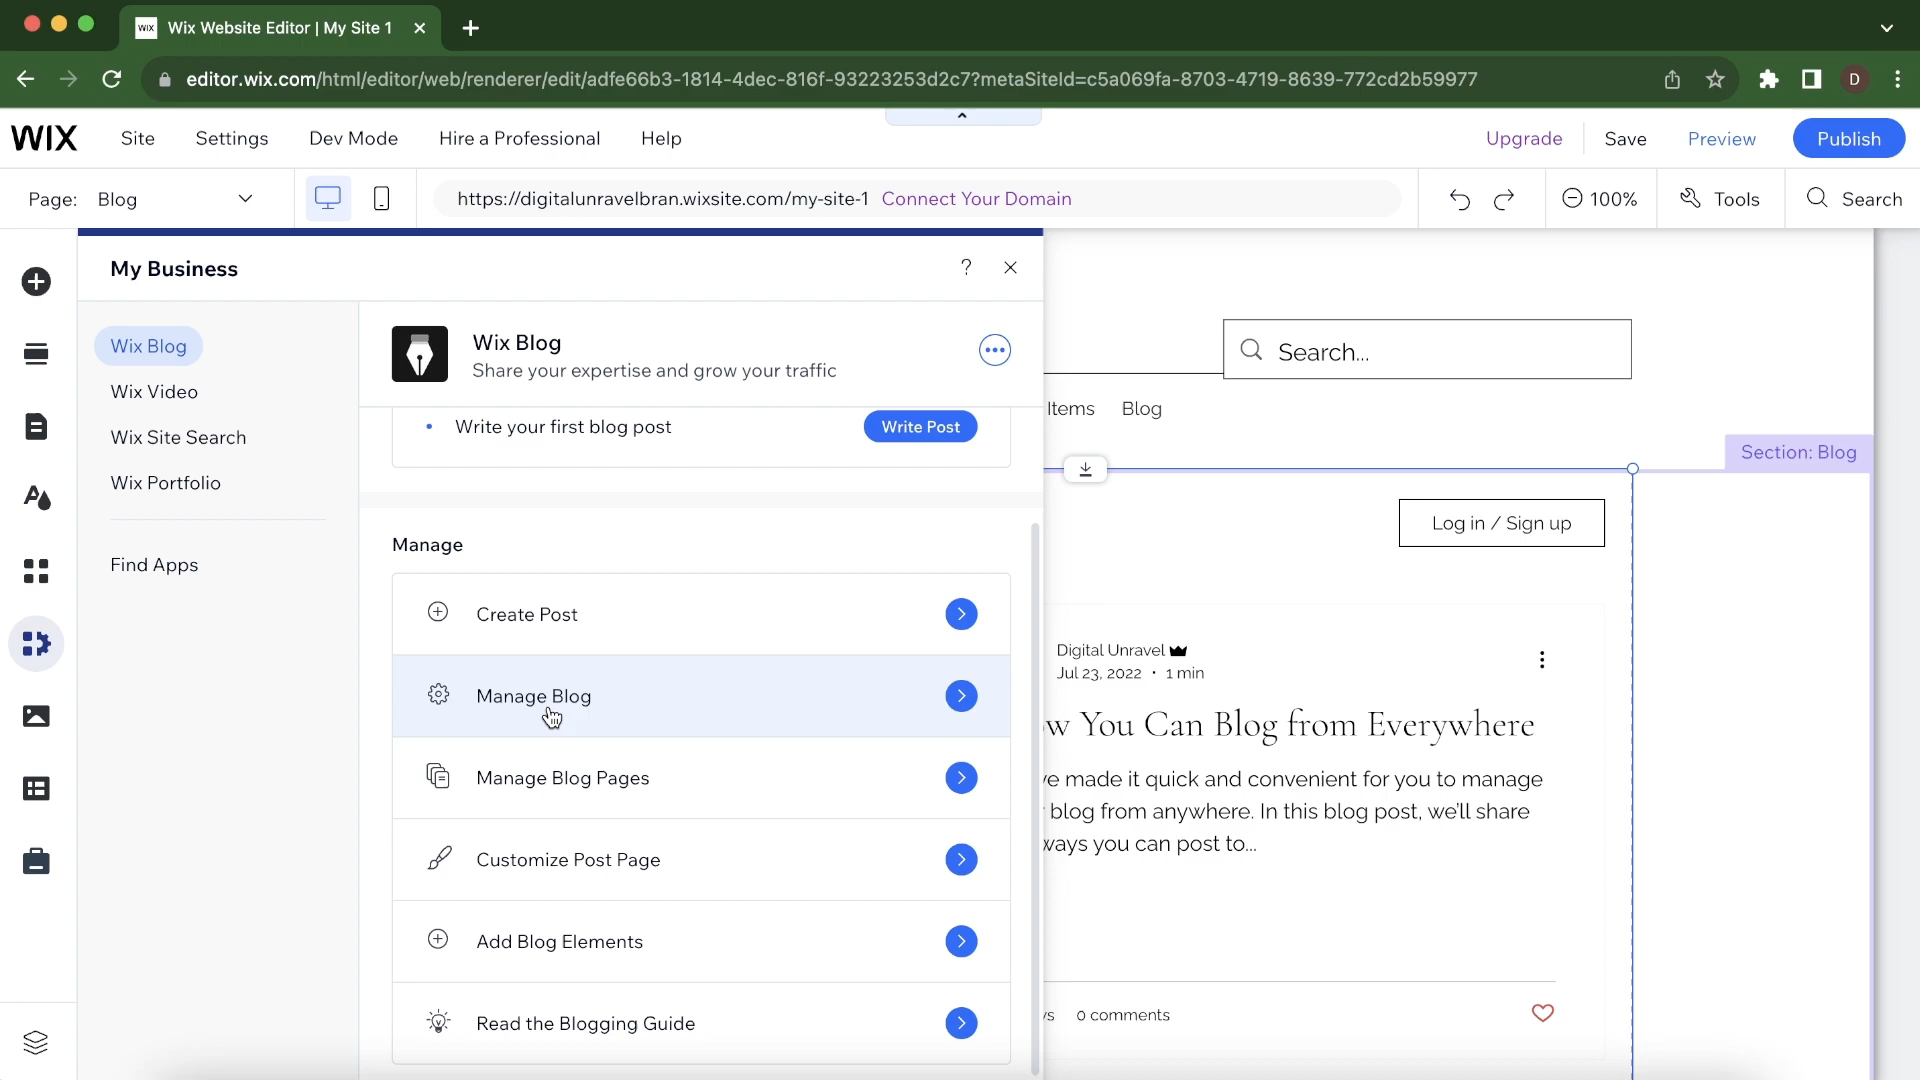 WIX Wix Website Editor | My Site 1
editor.wix.com/html/editor/web/renderer/edit/adfe66b3-1814-4dec-816f-93223253d2c7?metaSiteId=c5a069fa-8703-4719-8639-772cd2b59977
D
WIX Site Settings Dev Mode Hire a Professional Help Upgrade Save Preview Publish
Page: Blog https://digitalunravelbran.wixsite.com/my-site-1 Connect Your Domain 100% Tools Search
My Business ?
Wix Blog
Wix Video
Wix Site Search
Wix Portfolio
Find Apps
Wix Blog
Share your expertise and grow your traffic
Write your first blog post Write Post
Manage
Create Post
Manage Blog
Manage Blog Pages
Customize Post Page
Add Blog Elements
Read the Blogging Guide
Search...
Items Blog
Section: Blog
Log in / Sign up
Digital Unravel
Jul 23, 2022 · 1 min
w You Can Blog from Everywhere
ve made it quick and convenient for you to manage
blog from anywhere. In this blog post, we'll share
ways you can post to...
0 comments